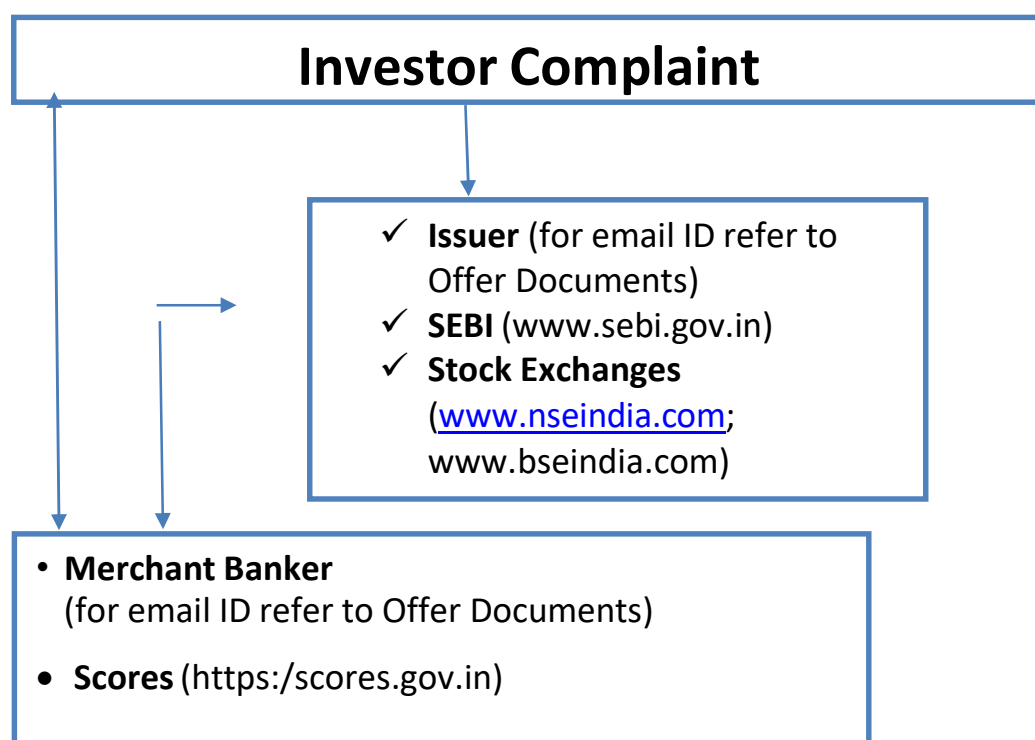 Investor Complaint
✓ Issuer (for email ID refer to
Offer Documents)
✓ SEBI (www.sebi.gov.in)
✓ Stock Exchanges
(www.nseindia.com;
www.bseindia.com)
• Merchant Banker
(for email ID refer to Offer Documents)
• Scores (https:/scores.gov.in)